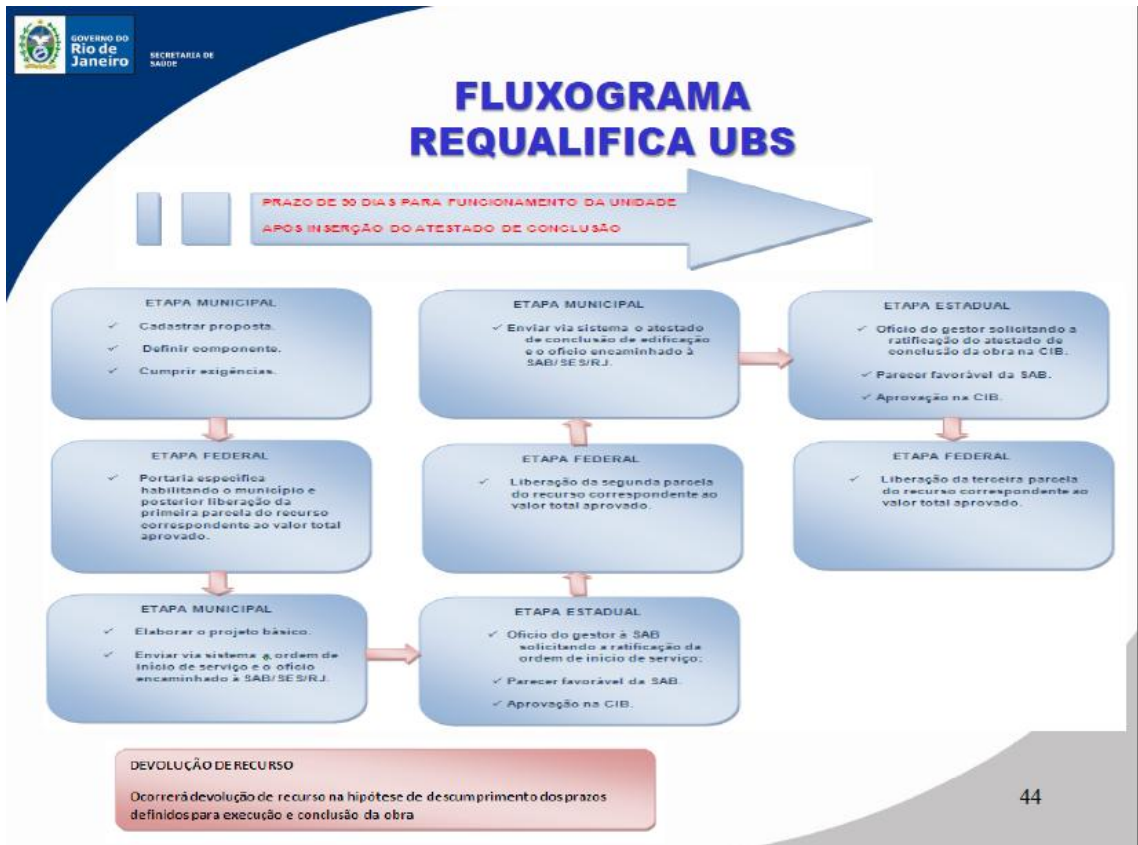 GOVERNO DO
Rio de
Janeiro
SECRETARIA DE
SAÚDE
FLUXOGRAMA
REQUALIFICA UBS
PRAZO DE 90 DIAS PARA FUNCIONAMENTO DA UNIDADE
APÓS INSERÇÃO DO ATESTADO DE CONCLUSÃO
ETAPA MUNICIPAL
✓ Cadastrar proposta.
✓ Definir componente.
✓ Cumprir exigências.
ETAPA FEDERAL
✓ Portaria específica
habilitando o município e
posterior liberação da
primeira parcela do recurso
correspondente ao valor total
aprovado.
ETAPA MUNICIPAL
✓ Elaborar o projeto básico.
✓ Enviar via sistema a ordem de
início de serviço e o ofício
encaminhado à SAB/SES/RJ.
ETAPA ESTADUAL
✓ Ofício do gestor à SAB
solicitando a ratificação da
ordem de início de serviço;
✓ Parecer favorável da SAB.
✓ Aprovação na CIB.
ETAPA FEDERAL
✓ Liberação da segunda parcela
do recurso correspondente ao
valor total aprovado.
ETAPA MUNICIPAL
✓ Enviar via sistema o atestado
de conclusão de edificação
e o ofício encaminhado à
SAB/SES/RJ.
ETAPA ESTADUAL
✓ Ofício do gestor solicitando a
ratificação do atestado de
conclusão da obra na CIB.
✓ Parecer favorável da SAB.
✓ Aprovação na CIB.
ETAPA FEDERAL
✓ Liberação da terceira parcela
do recurso correspondente ao
valor total aprovado.
DEVOLUÇÃO DE RECURSO
Ocorrerá devolução de recurso na hipótese de descumprimento dos prazos
definidos para execução e conclusão da obra
44